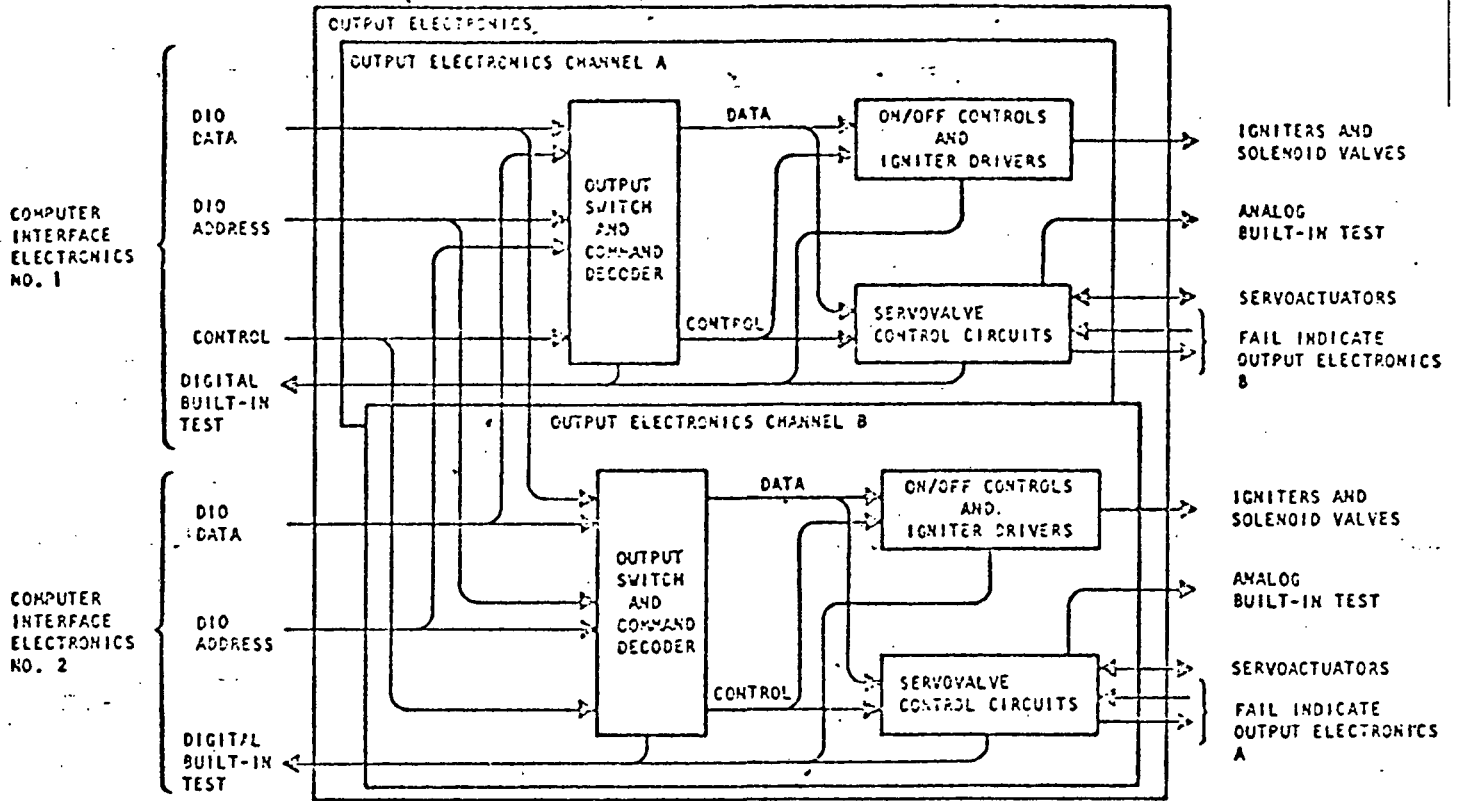 OUTPUT ELECTRONICS
OUTPUT ELECTRONICS CHANNEL A
COMPUTER
INTERFACE
ELECTRONICS
NO. 1
DIO
DATA
DIO
ADDRESS
CONTROL
DIGITAL
BUILT-IN
TEST
OUTPUT
SWITCH
AND
COMMAND
DECODER
DATA
CONTROL
ON/OFF CONTROLS
AND
IGNITER DRIVERS
SERVOVALVE
CONTROL CIRCUITS
IGNITERS AND
SOLENOID VALVES
ANALOG
BUILT-IN TEST
SERVOACTUATORS
FAIL INDICATE
OUTPUT ELECTRONICS
B
OUTPUT ELECTRONICS CHANNEL B
COMPUTER
INTERFACE
ELECTRONICS
NO. 2
DIO
DATA
DIO
ADDRESS
DIGITAL
BUILT-IN
TEST
OUTPUT
SWITCH
AND
COMMAND
DECODER
DATA
CONTROL
ON/OFF CONTROLS
AND.
IGNITER DRIVERS
SERVOVALVE
CONTROL CIRCUITS
IGNITERS AND
SOLENOID VALVES
ANALOG
BUILT-IN TEST
SERVOACTUATORS
FAIL INDICATE
OUTPUT ELECTRONICS
A